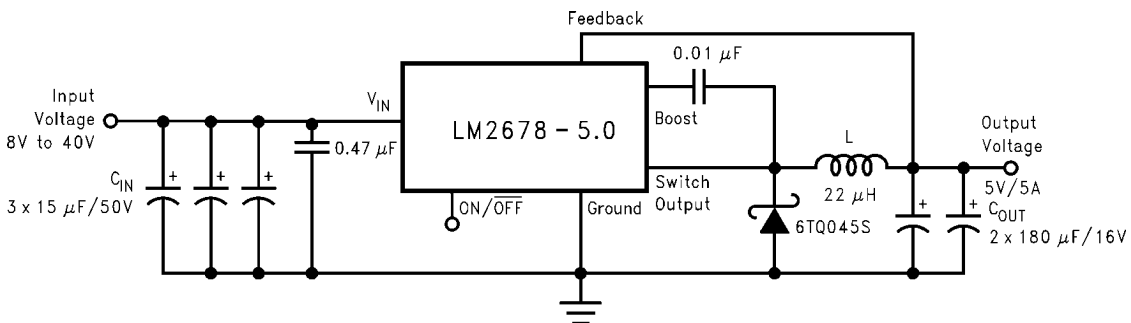 Feedback
0.01 μF
Input
Voltage
8V to 40V
V_IN
LM2678 - 5.0
Boost
Output
Voltage
5V/5A
L
22 μH
0.47 μF
C_IN
3 x 15 μF/50V
ON/O̅F̅F̅
Ground
Switch
Output
6TQ045S
C_OUT
2 x 180 μF/16V
+
+
+
+
+